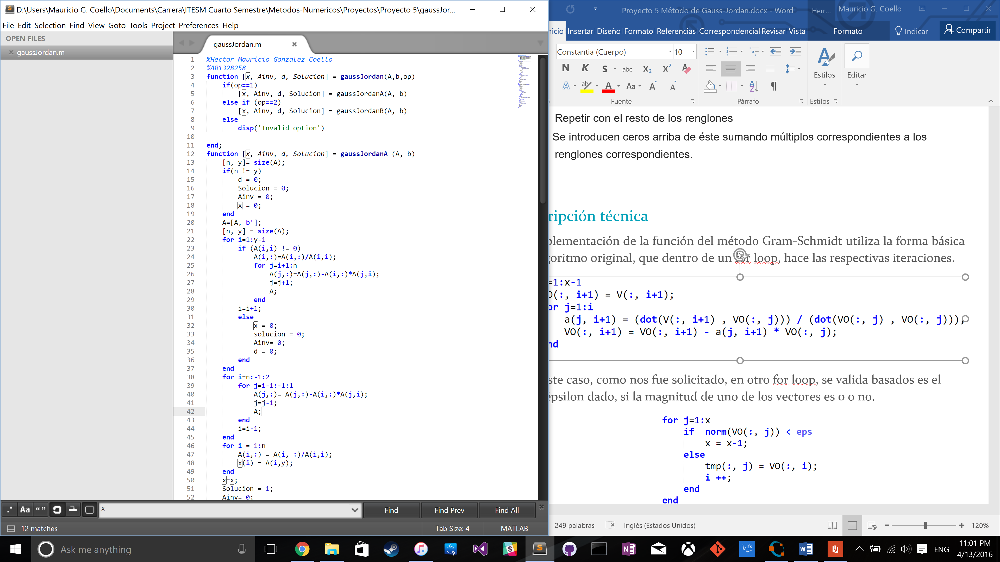 D:\Users\Mauricio G. Coello\Documents\Carrera\ITESM Cuarto Semestre\Metodos-Numericos\Proyectos\Proyecto 5\gaussJor...
File Edit Selection Find View Goto Tools Project Preferences Help
OPEN FILES
gaussJordan.m
gaussJordan.m
1 %Hector Mauricio Gonzalez Coello
2 %A01328258
3 function [x, Ainv, d, Solucion] = gaussJordan(A,b,op)
4 if(op==1)
5 [x, Ainv, d, Solucion] = gaussJordanA(A, b)
6 else if (op==2)
7 [x, Ainv, d, Solucion] = gaussJordanB(A, b)
8 else
9 disp('Invalid option')
10
11 end;
12 function [x, Ainv, d, Solucion] = gaussJordanA (A, b)
13 [n, y]= size(A);
14 if(n != y)
15 d = 0;
16 Solucion = 0;
17 Ainv = 0;
18 x = 0;
19 end
20 A=[A, b'];
21 [n, y] = size(A);
22 for i=1:y-1
23 if (A(i,i) != 0)
24 A(i,:)=A(i,:)/A(i,i);
25 for j=i+1:n
26 A(j,:)=A(j,:)-A(i,:)*A(j,i);
27 j=j+1;
28 A;
29 end
30 i=i+1;
31 else
32 x = 0;
33 solucion = 0;
34 Ainv= 0;
35 d = 0;
36 end
37 end
38 for i=n:-1:2
39 for j=i-1:-1:1
40 A(j,:)= A(j,:)-A(i,:)*A(j,i);
41 j=j-1;
42 A;
43 end
44 i=i-1;
45 end
46 for i = 1:n
47 A(i,:) = A(i, :)/A(i,i);
48 x(i) = A(i,y);
49 end
50 x=x;
51 Solucion = 1;
52 Ainv= 0;
.* Aa “ ” x Find Find Prev Find All
12 matches Tab Size: 4 MATLAB
Proyecto 5 Método de Gauss-Jordan.docx - Word Herr... Mauricio G. Coello
nicio Insertar Diseño Formato Referencias Correspondencia Revisar Vista Formato Indicar Compartir
Constantia (Cuerpo) 10
N K S abc X2 X2 A
A ab A Aa A A
Estilos Editar
Fuente Párrafo Estilos
Repetir con el resto de los renglones
Se introducen ceros arriba de éste sumando múltiplos correspondientes a los
renglones correspondientes.
ripción técnica
plementación de la función del método Gram-Schmidt utiliza la forma básica
goritmo original, que dentro de un for loop, hace las respectivas iteraciones.
=1:x-1
O(:, i+1) = V(:, i+1);
or j=1:i
a(j, i+1) = (dot(V(:, i+1) , VO(:, j))) / (dot(VO(:, j) , VO(:, j)));
VO(:, i+1) = VO(:, i+1) - a(j, i+1) * VO(:, j);
nd
ste caso, como nos fue solicitado, en otro for loop, se valida basados es el
épsilon dado, si la magnitud de uno de los vectores es 0 o no.
for j=1:x
if norm(VO(:, j)) < eps
x = x-1;
else
tmp(:, j) = VO(:, i);
i ++;
end
end
249 palabras Inglés (Estados Unidos) 120%
Ask me anything
ENG
11:01 PM
4/13/2016